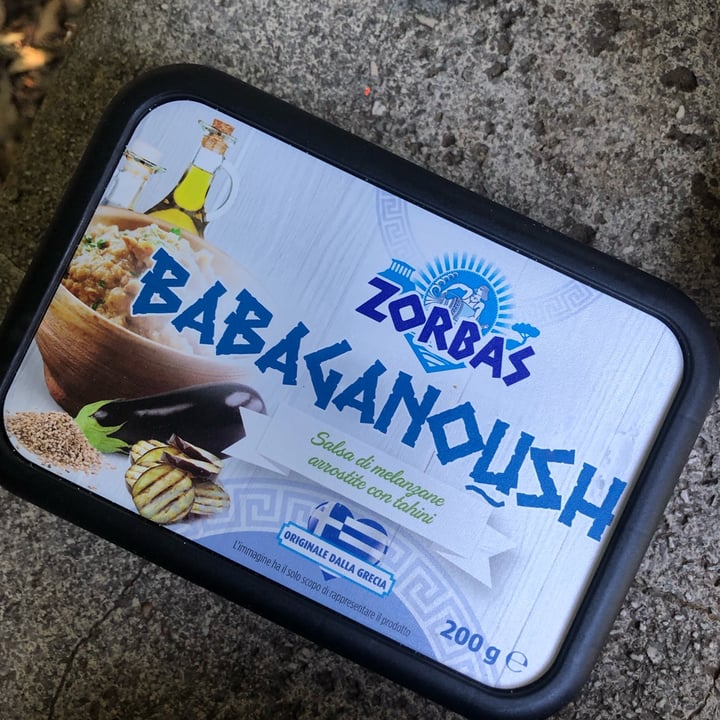 ZORBAS
BABAGANOUSH
Salsa di melanzane
arrostite con tahini
ORIGINALE DALLA GRECIA
L'immagine ha il solo scopo di rappresentare il prodotto
200 g ℮